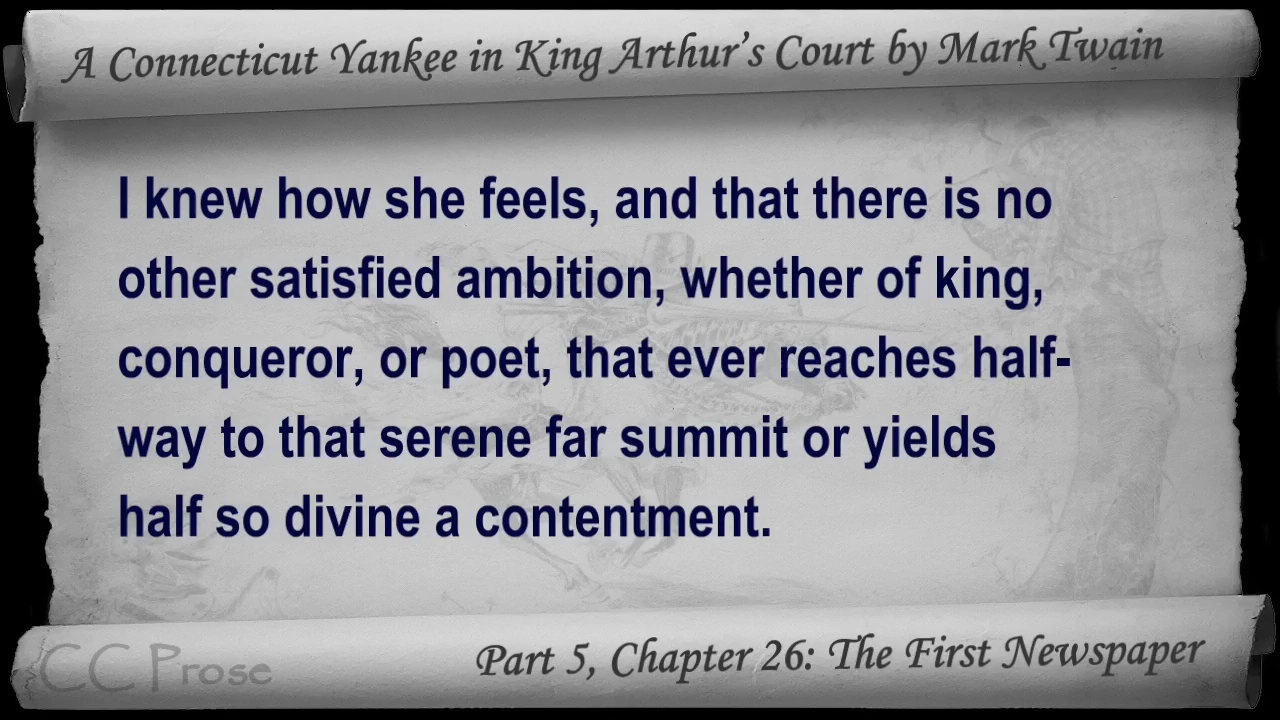 A Connecticut Yankee in King Arthur's Court by Mark Twain
I knew how she feels, and that there is no
other satisfied ambition, whether of king,
conqueror, or poet, that ever reaches half-
way to that serene far summit or yields
half so divine a contentment.
CC Prose
Part 5, Chapter 26: The First Newspaper